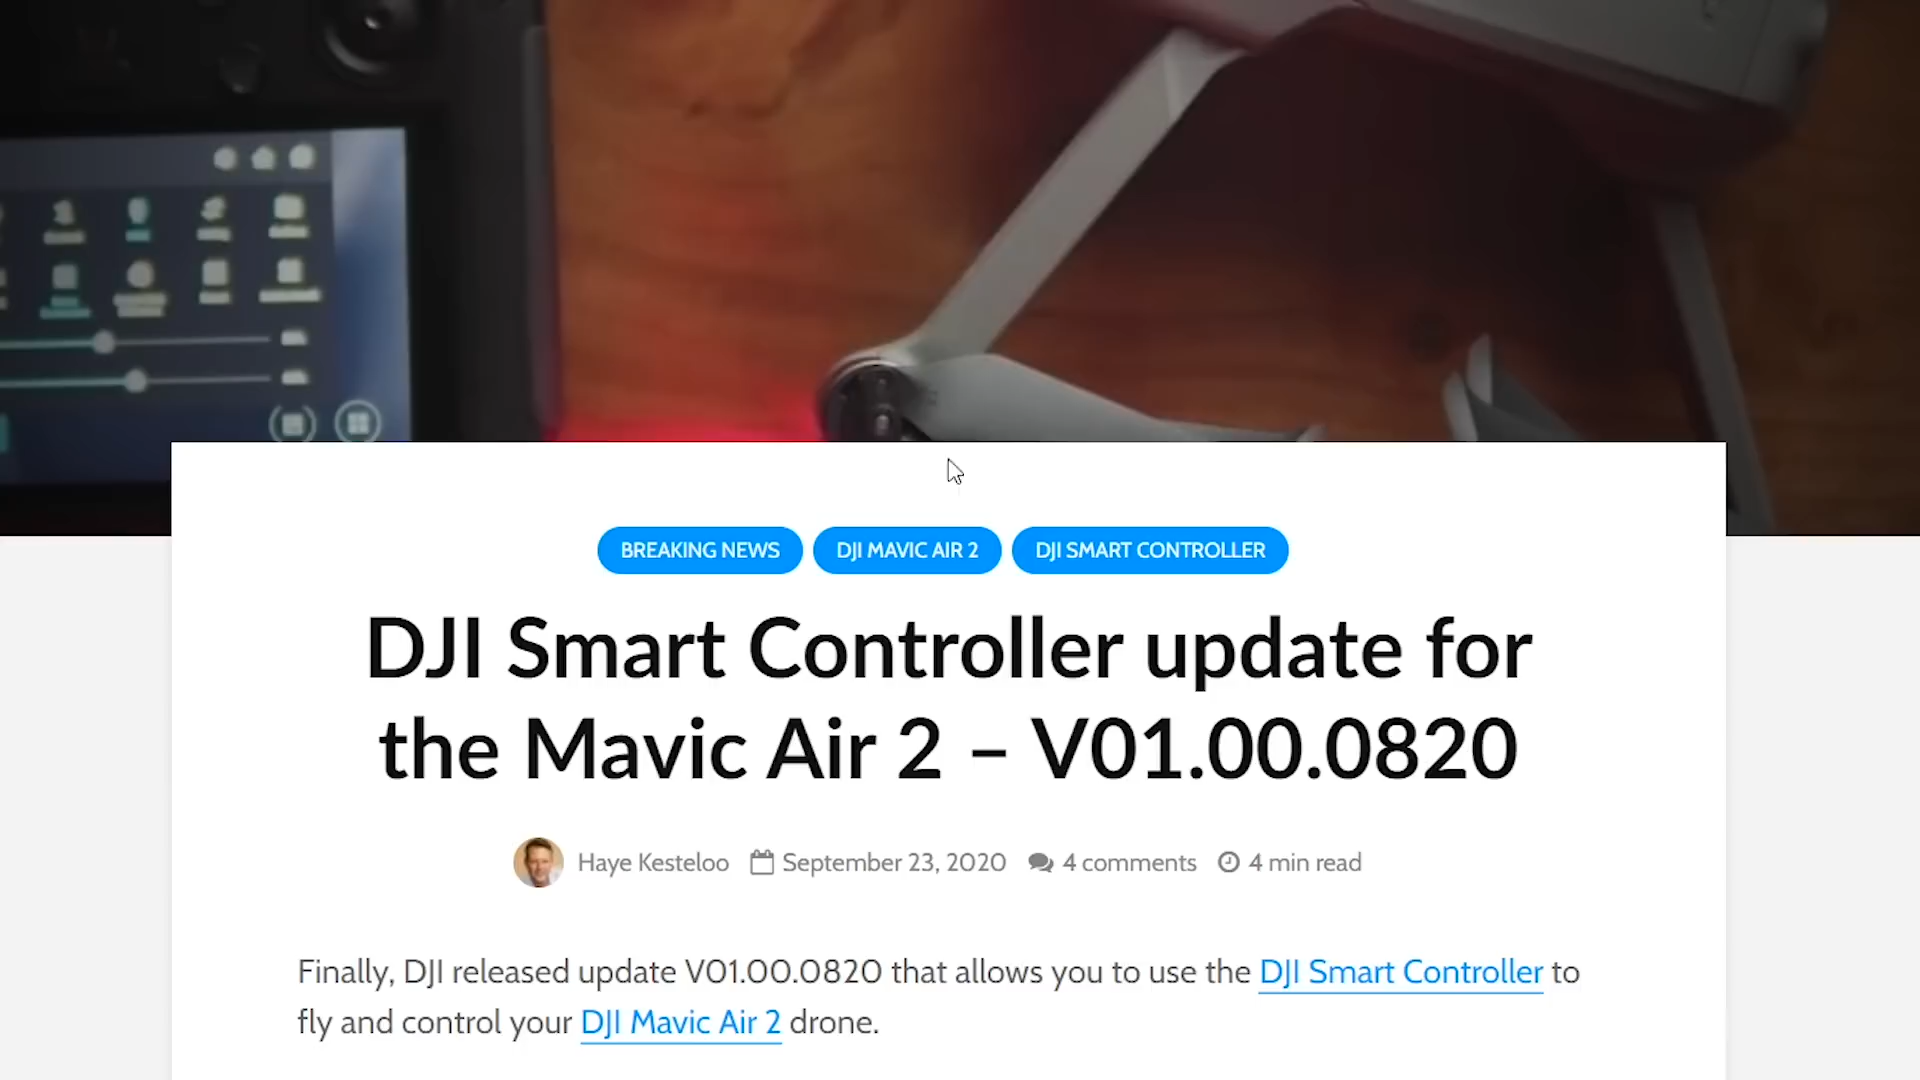 BREAKING NEWS DJI MAVIC AIR 2 DJI SMART CONTROLLER
DJI Smart Controller update for
the Mavic Air 2 – V01.00.0820
Haye Kesteloo September 23, 2020 4 comments 4 min read
Finally, DJI released update V01.00.0820 that allows you to use the DJI Smart Controller to
fly and control your DJI Mavic Air 2 drone.